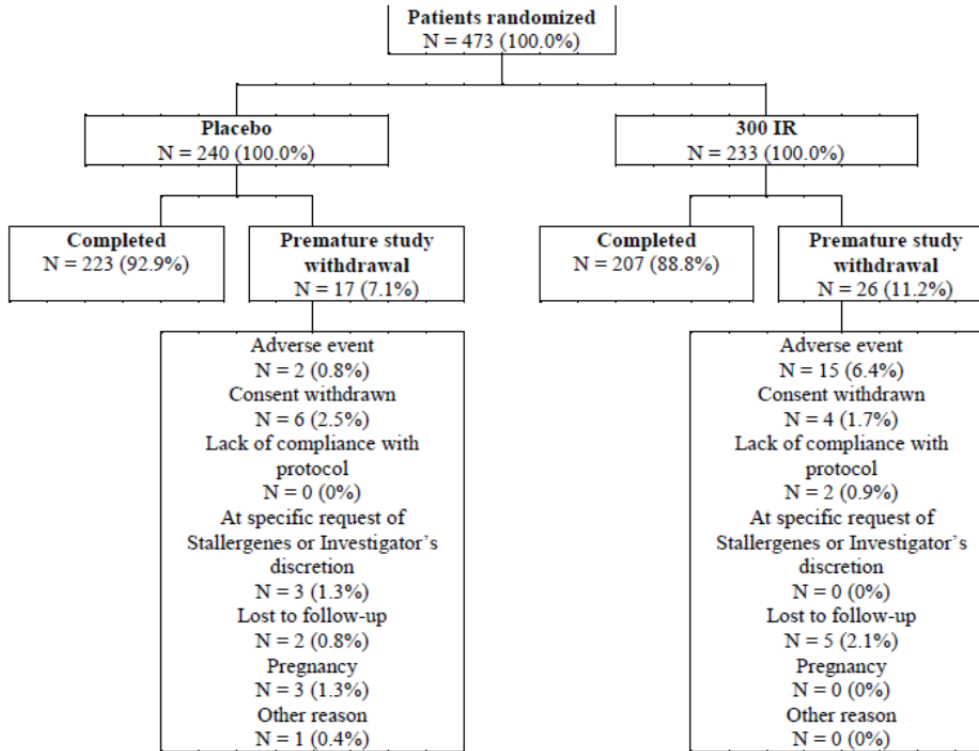 Patients randomized
N = 473 (100.0%)
Placebo
N = 240 (100.0%)
300 IR
N = 233 (100.0%)
Completed
N = 223 (92.9%)
Premature study
withdrawal
N = 17 (7.1%)
Completed
N = 207 (88.8%)
Premature study
withdrawal
N = 26 (11.2%)
Adverse event
N = 2 (0.8%)
Consent withdrawn
N = 6 (2.5%)
Lack of compliance with
protocol
N = 0 (0%)
At specific request of
Stallergenes or Investigator's
discretion
N = 3 (1.3%)
Lost to follow-up
N = 2 (0.8%)
Pregnancy
N = 3 (1.3%)
Other reason
N = 1 (0.4%)
Adverse event
N = 15 (6.4%)
Consent withdrawn
N = 4 (1.7%)
Lack of compliance with
protocol
N = 2 (0.9%)
At specific request of
Stallergenes or Investigator's
discretion
N = 0 (0%)
Lost to follow-up
N = 5 (2.1%)
Pregnancy
N = 0 (0%)
Other reason
N = 0 (0%)